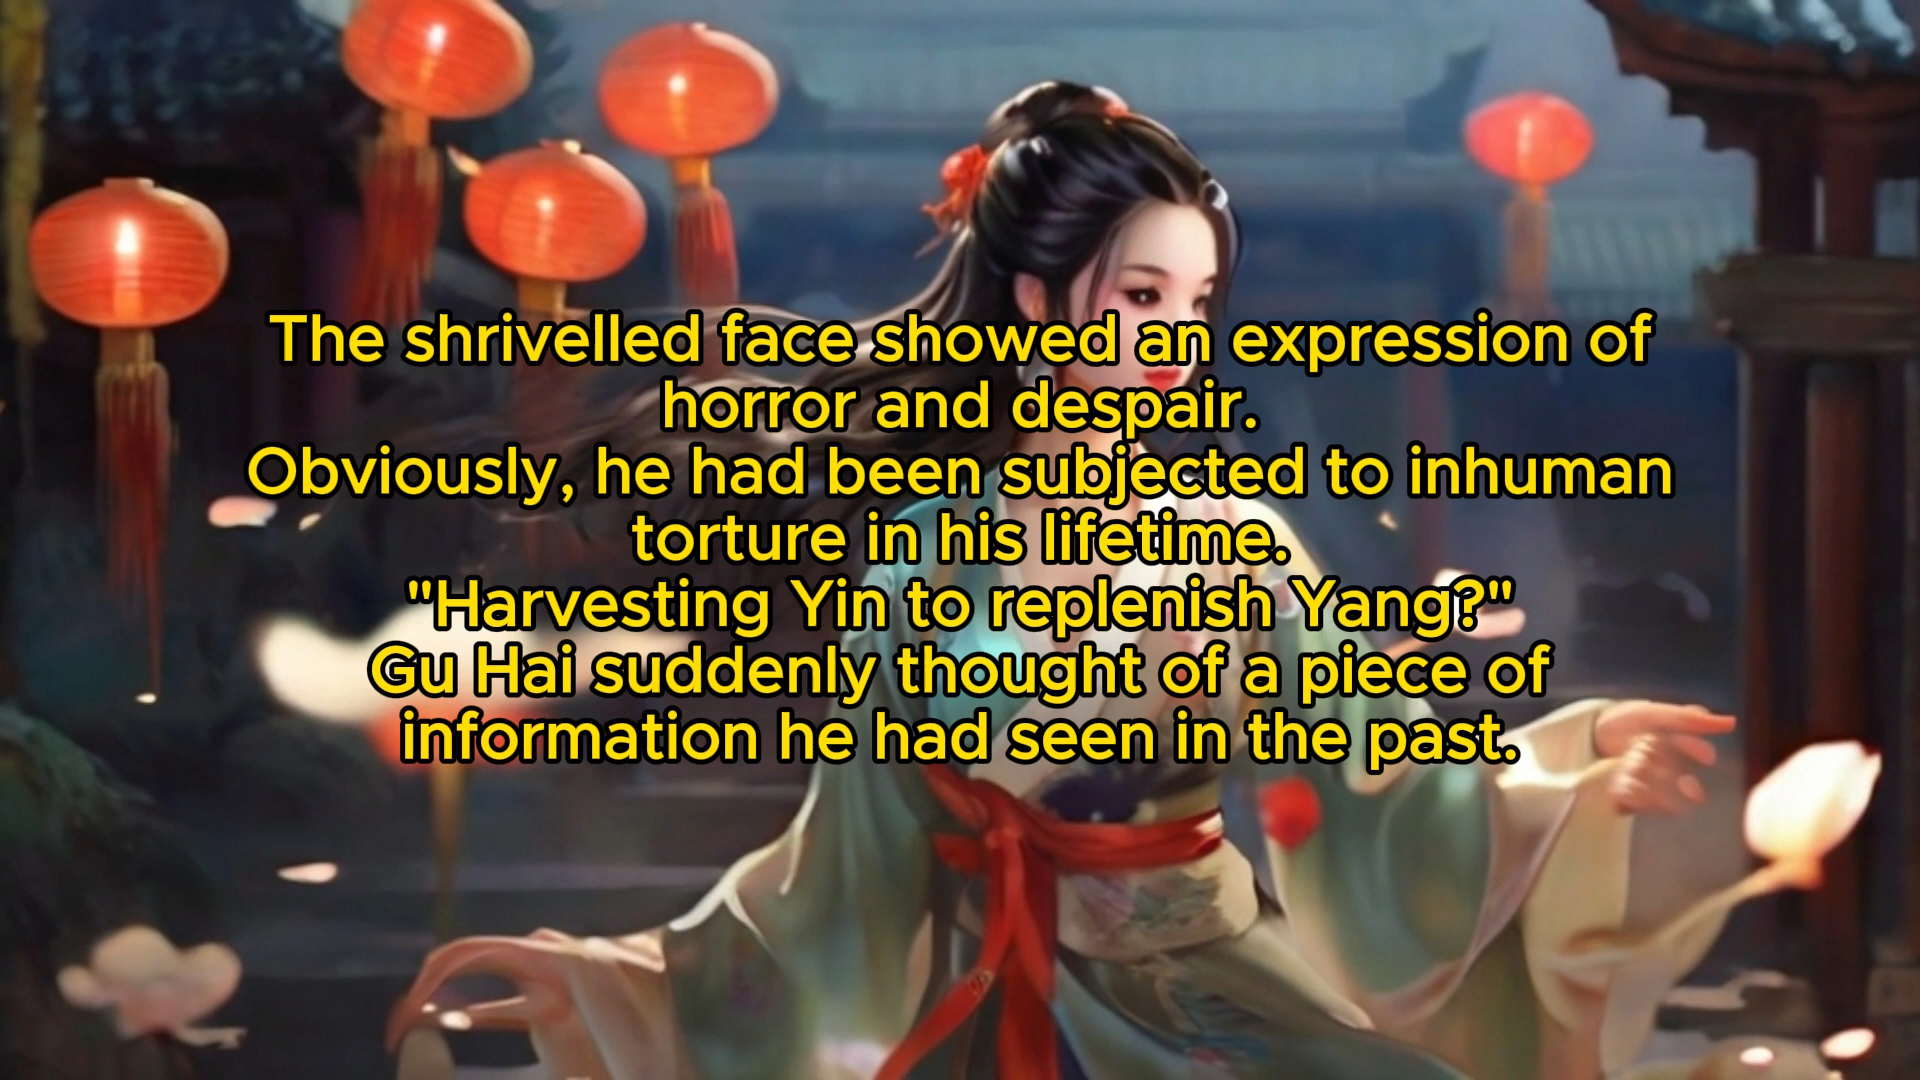 The shrivelled face showed an expression of
horror and despair.
Obviously, he had been subjected to inhuman
torture in his lifetime.
"Harvesting Yin to replenish Yang?"
Gu Hai suddenly thought of a piece of
information he had seen in the past.